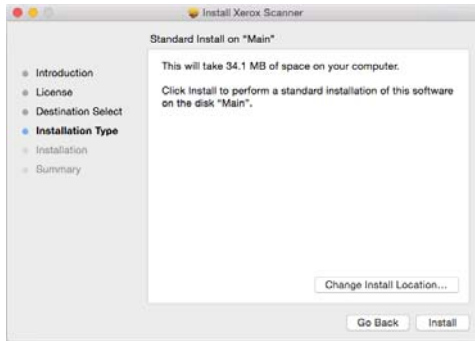 Install Xerox Scanner
Standard Install on "Main"
Introduction
License
Destination Select
Installation Type
Installation
Summary
This will take 34.1 MB of space on your computer.
Click Install to perform a standard installation of this software
on the disk "Main".
Change Install Location...
Go Back
Install